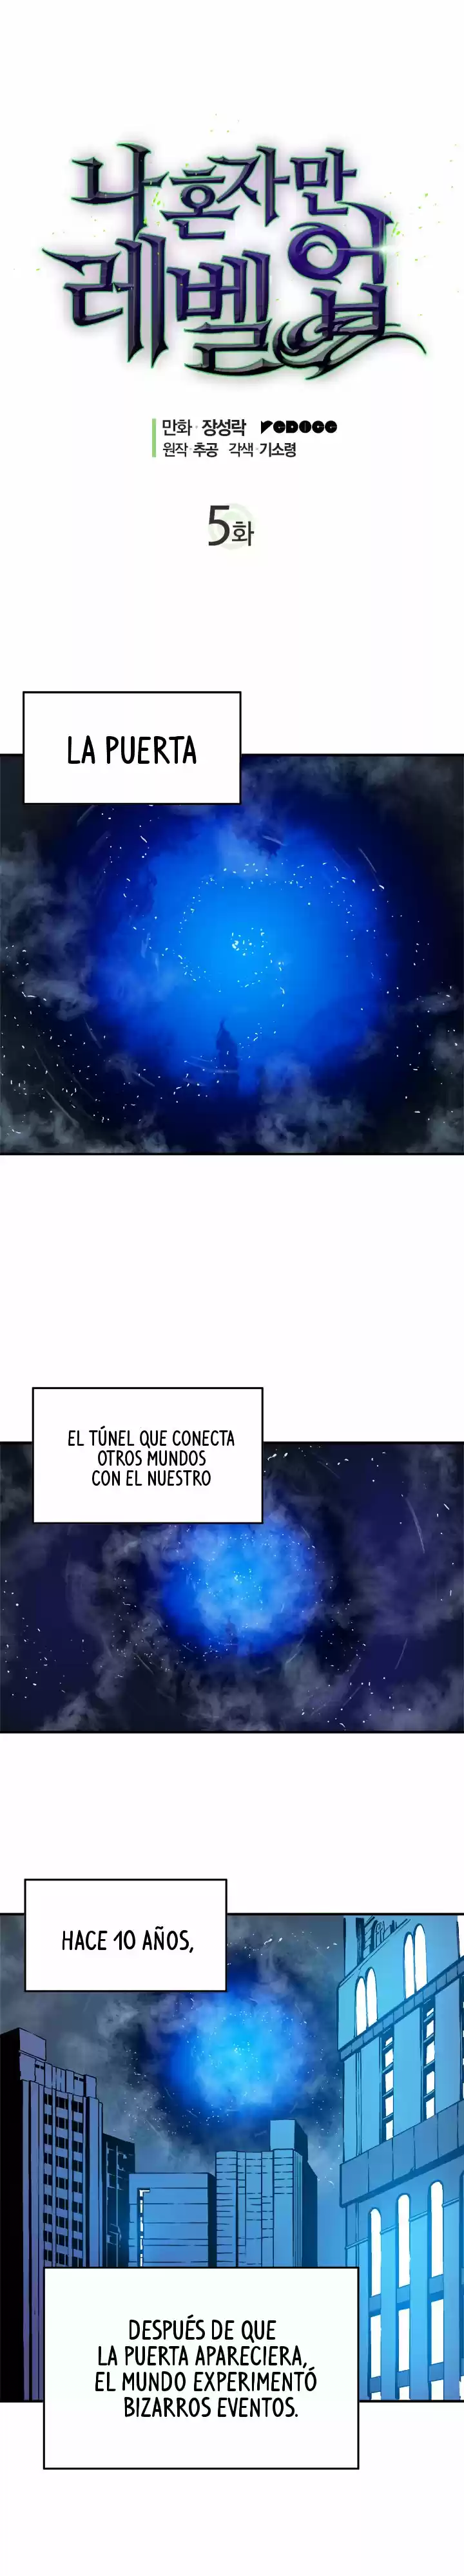 나 혼자만
레벨업
만화·장성락 REDICE
원작·추공 각색·기소령
5화
LA PUERTA
EL TÚNEL QUE CONECTA
OTROS MUNDOS
CON EL NUESTRO
HACE 10 AÑOS,
DESPUÉS DE QUE
LA PUERTA APARECIERA,
EL MUNDO EXPERIMENTÓ
BIZARROS EVENTOS.